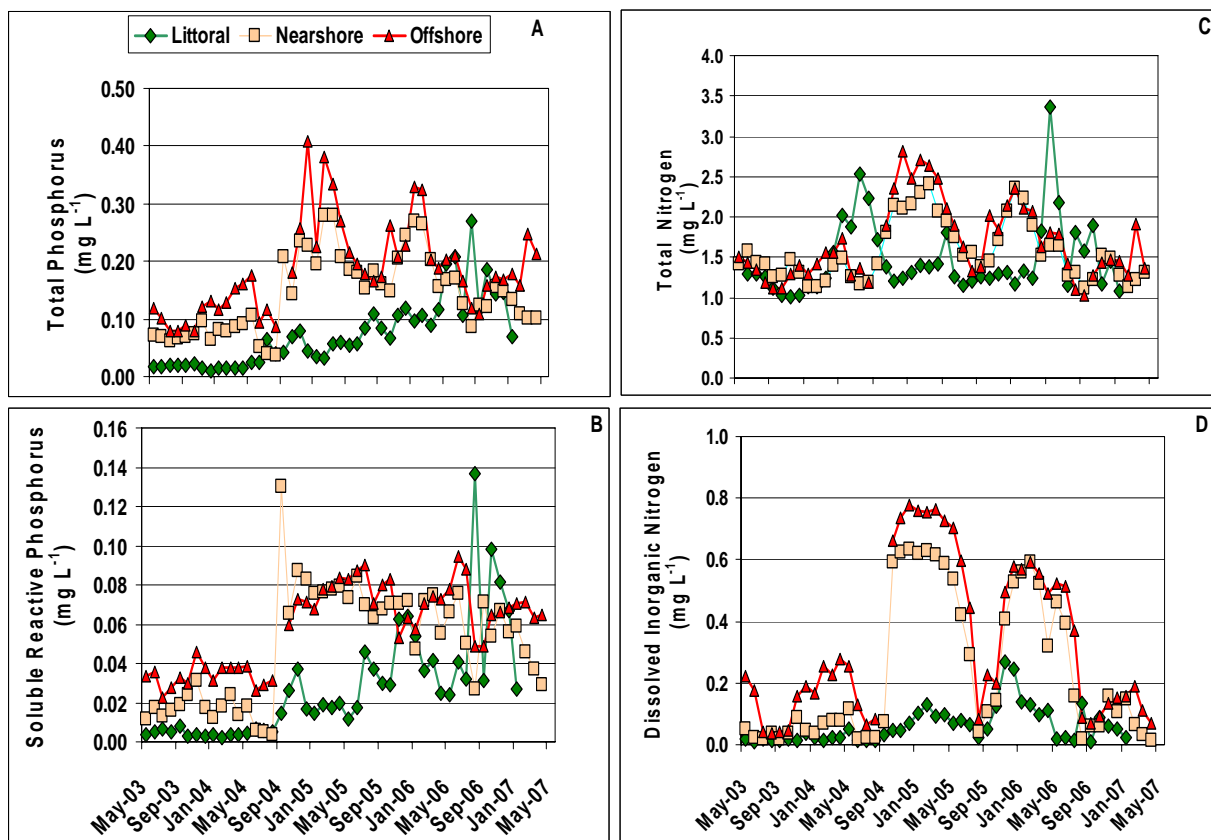 Littoral Nearshore Offshore
A
Total Phosphorus
(mg L-1)
0.50
0.40
0.30
0.20
0.10
0.00
C
Total Nitrogen
(mg L-1)
4.0
3.5
3.0
2.5
2.0
1.5
1.0
0.5
0.0
B
Soluble Reactive Phosphorus
(mg L-1)
0.16
0.14
0.12
0.10
0.08
0.06
0.04
0.02
0.00
May-03 Sep-03 Jan-04 May-04 Sep-04 Jan-05 May-05 Sep-05 Jan-06 May-06 Sep-06 Jan-07 May-07
D
Dissolved Inorganic Nitrogen
(mg L-1)
1.0
0.8
0.6
0.4
0.2
0.0
May-03 Sep-03 Jan-04 May-04 Sep-04 Jan-05 May-05 Sep-05 Jan-06 May-06 Sep-06 Jan-07 May-07